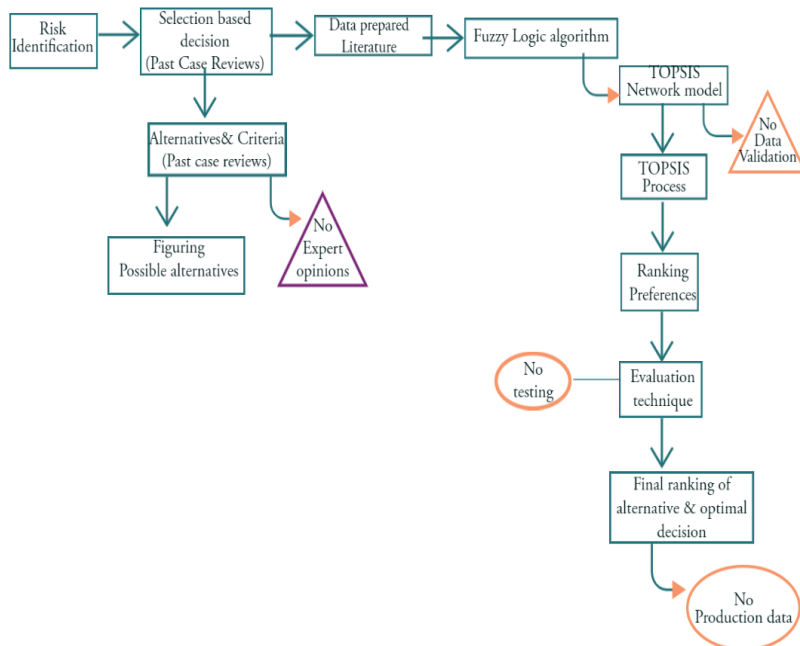 Risk
Identification
Selection based
decision
(Past Case Reviews)
Data prepared
Literature
Fuzzy Logic algorithm
TOPSIS
Network model
No
Data
Validation
Alternatives& Criteria
(Past case reviews)
TOPSIS
Process
Figuring
Possible alternatives
No
Expert
opinions
Ranking
Preferences
No
testing
Evaluation
technique
Final ranking of
alternative & optimal
decision
No
Production data